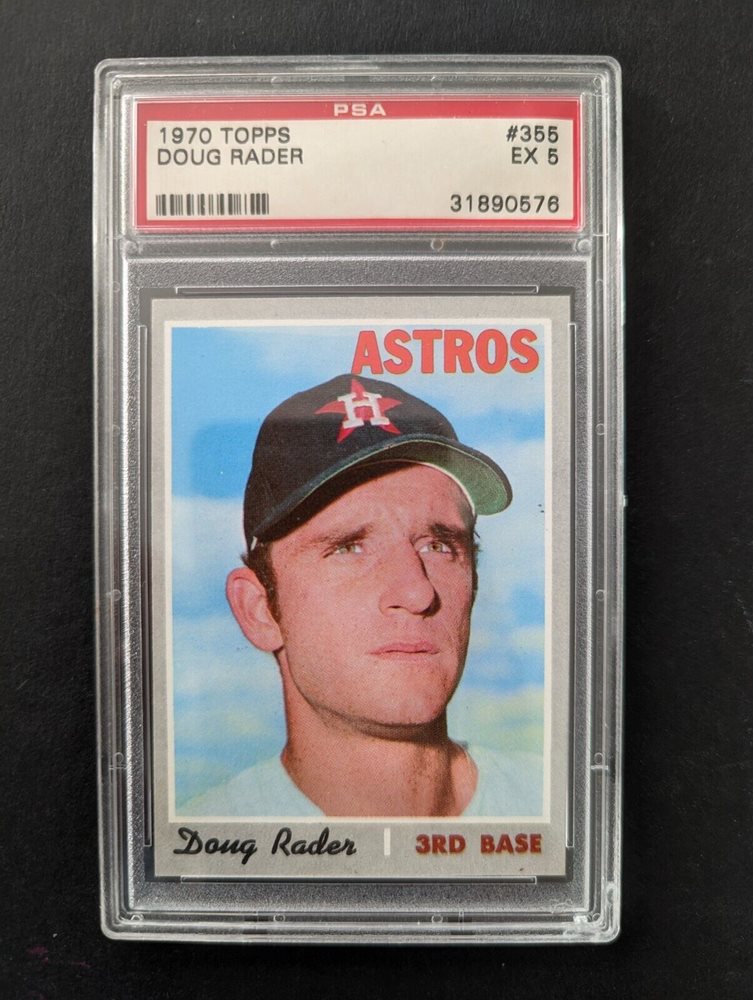 PSA
1970 TOPPS #355
DOUG RADER EX 5
31890576
ASTROS
H
Doug Rader 3RD BASE